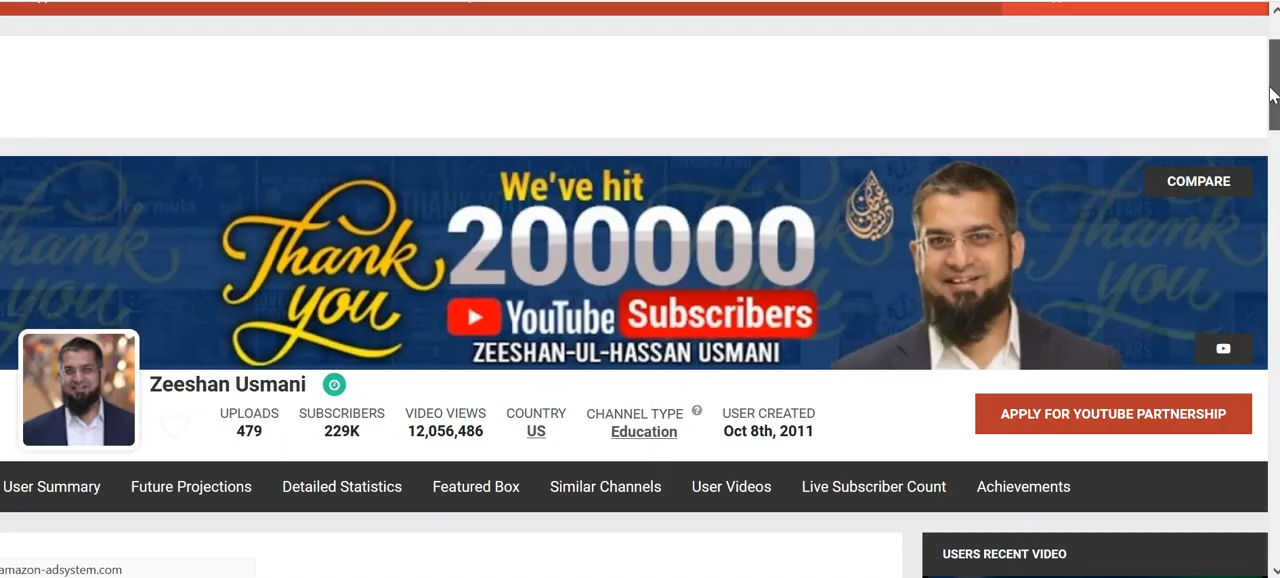 We've hit
Thank you
200000
YouTube Subscribers
ZEESHAN-UL-HASSAN USMANI
COMPARE
Zeeshan Usmani
UPLOADS SUBSCRIBERS VIDEO VIEWS COUNTRY CHANNEL TYPE ? USER CREATED
479 229K 12,056,486 US Education Oct 8th, 2011
APPLY FOR YOUTUBE PARTNERSHIP
User Summary Future Projections Detailed Statistics Featured Box Similar Channels User Videos Live Subscriber Count Achievements
USERS RECENT VIDEO
amazon-adsystem.com